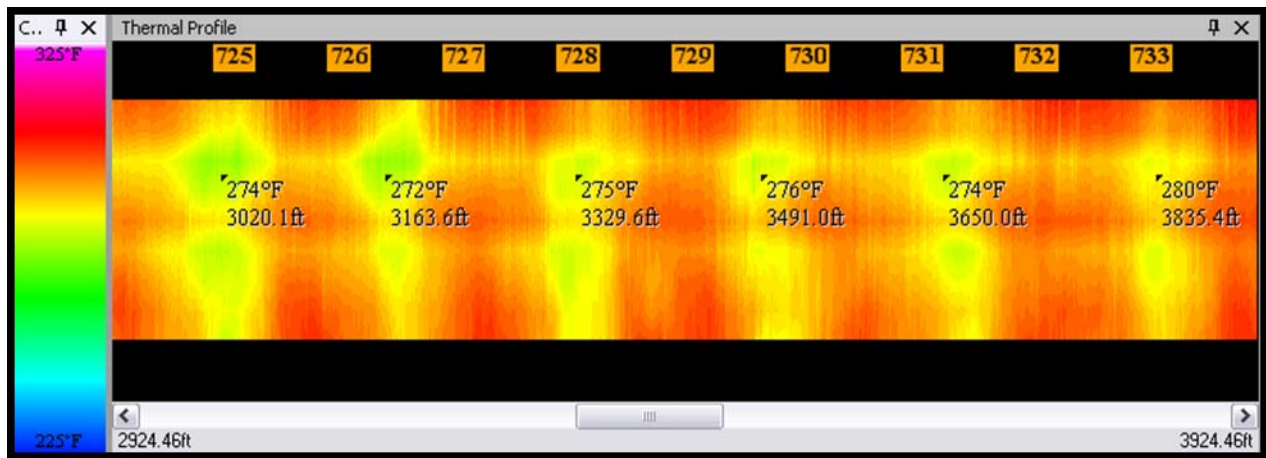 C..
Thermal Profile
325°F
725 726 727 728 729 730 731 732 733
274°F
3020.1ft
272°F
3163.6ft
275°F
3329.6ft
276°F
3491.0ft
274°F
3650.0ft
280°F
3835.4ft
225°F
2924.46ft
3924.46ft